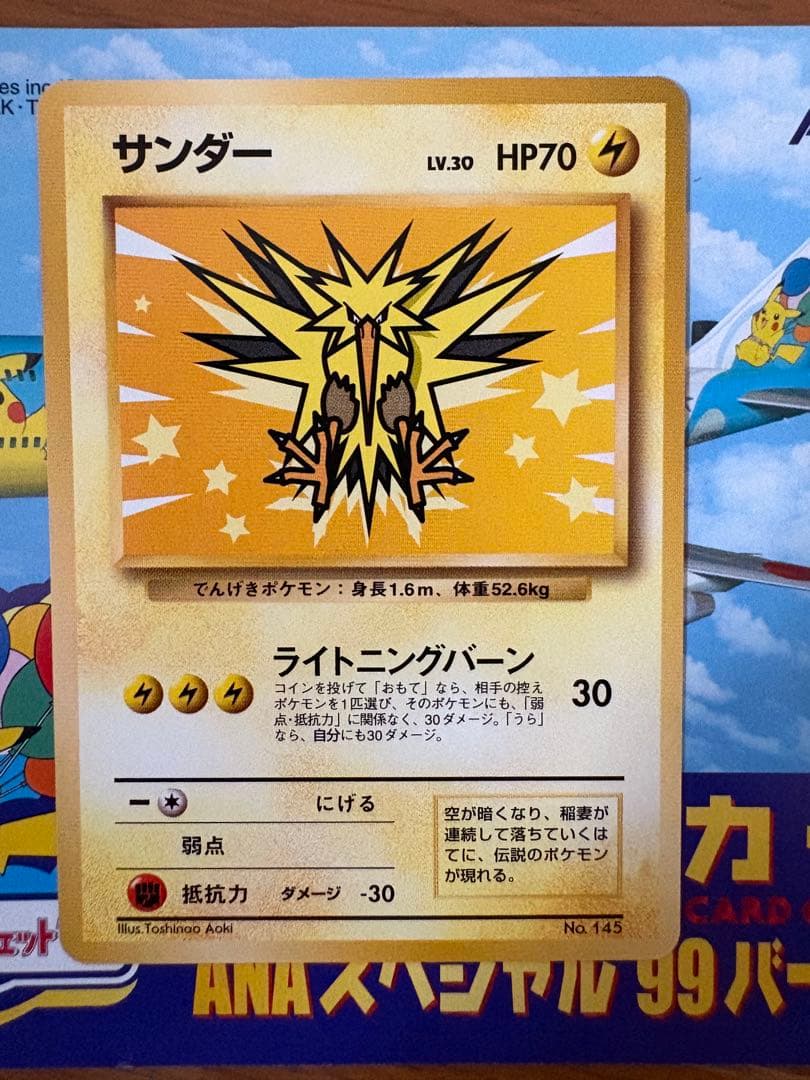 サンダー LV.30 HP70
でんげきポケモン：身長1.6m、体重52.6kg
ライトニングバーン 30
コインを投げて「おもて」なら、相手の控え
ポケモンを1匹選び、そのポケモンにも、「弱
点・抵抗力」に関係なく、30ダメージ。「うら」
なら、自分にも30ダメージ。
にげる
弱点
抵抗力 ダメージ -30
空が暗くなり、稲妻が
連続して落ちていくは
てに、伝説のポケモン
が現れる。
Illus.Toshinao Aoki No. 145
カ
CARD
ェット
ANAスペシャル'99バー